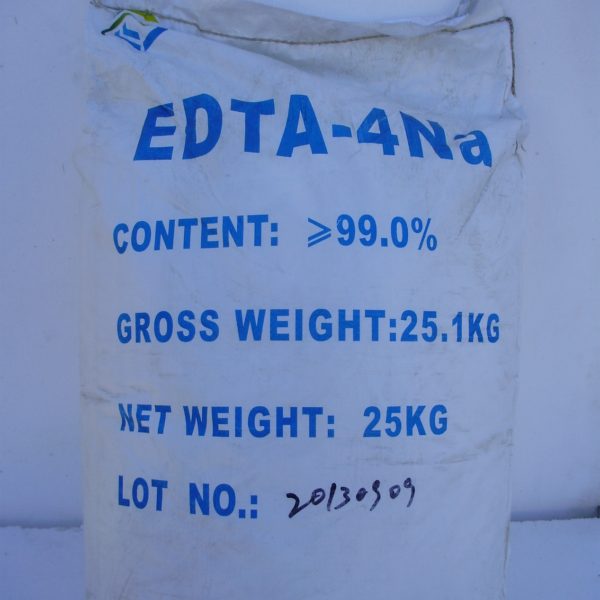 EDTA-4Na
CONTENT: ≥99.0%
GROSS WEIGHT:25.1KG
NET WEIGHT: 25KG
LOT NO.: 20130909